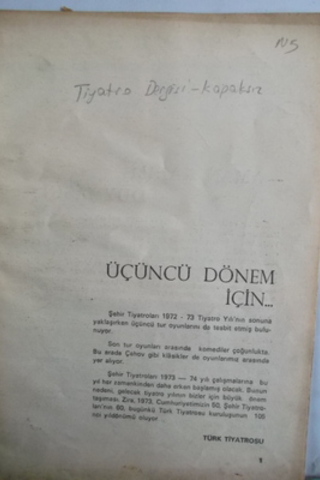 NS
Tiyatro Dergisi - kapaksız
ÜÇÜNCÜ DÖNEM
İÇİN...
Şehir Tiyatroları 1972 - 73 Tiyatro Yılı'nın sonuna
yaklaşırken üçüncü tur oyunlarını da tesbit etmiş bulu-
nuyor.
Son tur oyunları arasında komediler çoğunlukta.
Bu arada Çehov gibi klâsikler de oyunlarımız arasında
yer alıyor.
Şehir Tiyatroları 1973 — 74 yılı çalışmalarına bu
yıl her zamankinden daha erken başlamış olacak. Bunun
nedeni, gelecek tiyatro yılının bizler için büyük önem
taşıması. Zira, 1973, Cumhuriyetimizin 50, Şehir Tiyatro-
ları'nın 60, bugünkü Türk Tiyatrosu kuruluşunun 105
nci yıldönümü oluyor.
TÜRK TİYATROSU